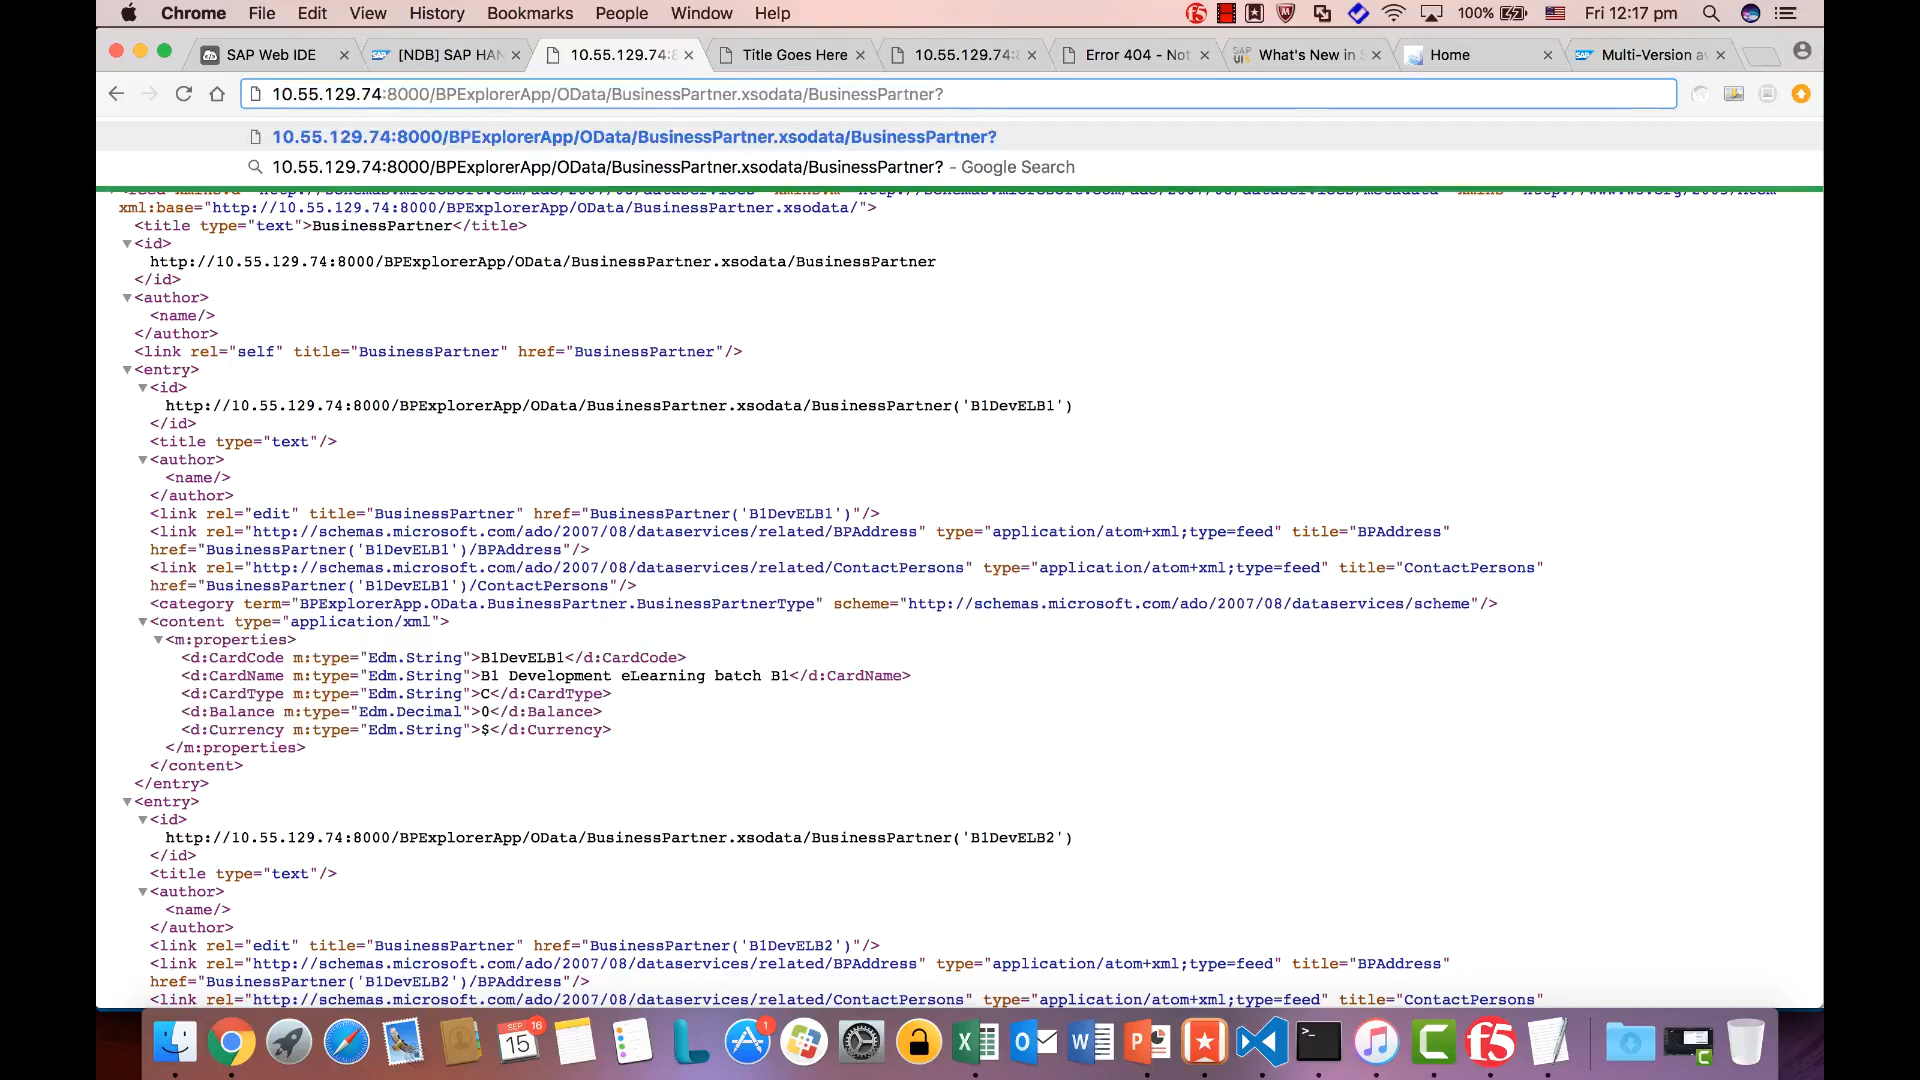 Chrome File Edit View History Bookmarks People Window Help 100% Fri 12:17 pm
SAP Web IDE [NDB] SAP HAN 10.55.129.74:8 Title Goes Here 10.55.129.74: Error 404 - Not What's New in S Home Multi-Version av
10.55.129.74:8000/BPExplorerApp/OData/BusinessPartner.xsodata/BusinessPartner?
10.55.129.74:8000/BPExplorerApp/OData/BusinessPartner.xsodata/BusinessPartner?
10.55.129.74:8000/BPExplorerApp/OData/BusinessPartner.xsodata/BusinessPartner? - Google Search
xml:base="http://10.55.129.74:8000/BPExplorerApp/OData/BusinessPartner.xsodata/">
<title type="text">BusinessPartner</title>
<id>
http://10.55.129.74:8000/BPExplorerApp/OData/BusinessPartner.xsodata/BusinessPartner
</id>
<author>
<name/>
</author>
<link rel="self" title="BusinessPartner" href="BusinessPartner"/>
<entry>
<id>
http://10.55.129.74:8000/BPExplorerApp/OData/BusinessPartner.xsodata/BusinessPartner('B1DevELB1')
</id>
<title type="text"/>
<author>
<name/>
</author>
<link rel="edit" title="BusinessPartner" href="BusinessPartner('B1DevELB1')"/>
<link rel="http://schemas.microsoft.com/ado/2007/08/dataservices/related/BPAddress" type="application/atom+xml;type=feed" title="BPAddress"
href="BusinessPartner('B1DevELB1')/BPAddress"/>
<link rel="http://schemas.microsoft.com/ado/2007/08/dataservices/related/ContactPersons" type="application/atom+xml;type=feed" title="ContactPersons"
href="BusinessPartner('B1DevELB1')/ContactPersons"/>
<category term="BPExplorerApp.OData.BusinessPartner.BusinessPartnerType" scheme="http://schemas.microsoft.com/ado/2007/08/dataservices/scheme"/>
<content type="application/xml">
<m:properties>
<d:CardCode m:type="Edm.String">B1DevELB1</d:CardCode>
<d:CardName m:type="Edm.String">B1 Development eLearning batch B1</d:CardName>
<d:CardType m:type="Edm.String">C</d:CardType>
<d:Balance m:type="Edm.Decimal">0</d:Balance>
<d:Currency m:type="Edm.String">$</d:Currency>
</m:properties>
</content>
</entry>
<entry>
<id>
http://10.55.129.74:8000/BPExplorerApp/OData/BusinessPartner.xsodata/BusinessPartner('B1DevELB2')
</id>
<title type="text"/>
<author>
<name/>
</author>
<link rel="edit" title="BusinessPartner" href="BusinessPartner('B1DevELB2')"/>
<link rel="http://schemas.microsoft.com/ado/2007/08/dataservices/related/BPAddress" type="application/atom+xml;type=feed" title="BPAddress"
href="BusinessPartner('B1DevELB2')/BPAddress"/>
<link rel="http://schemas.microsoft.com/ado/2007/08/dataservices/related/ContactPersons" type="application/atom+xml;type=feed" title="ContactPersons"
SEP 16
15
1
f5